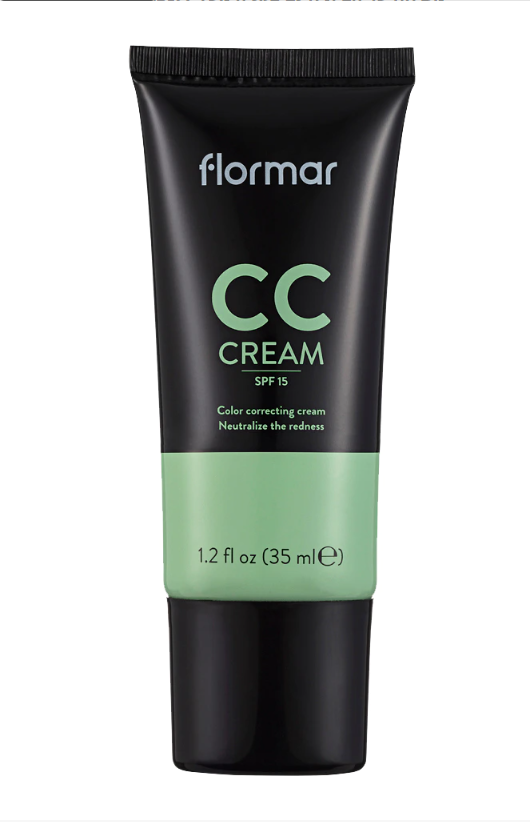 flormar
CC
CREAM
SPF 15
Color correcting cream
Neutralize the redness
1.2 fl oz (35 ml ℮)